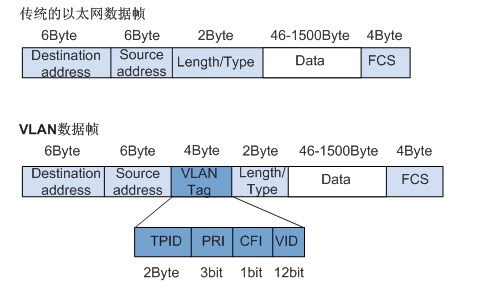 传统的以太网数据帧
6Byte 6Byte 2Byte 46-1500Byte 4Byte
Destination address Source address Length/Type Data FCS
VLAN数据帧
6Byte 6Byte 4Byte 2Byte 46-1500Byte 4Byte
Destination address Source address VLAN Tag Length/Type Data FCS
TPID PRI CFI VID
2Byte 3bit 1bit 12bit